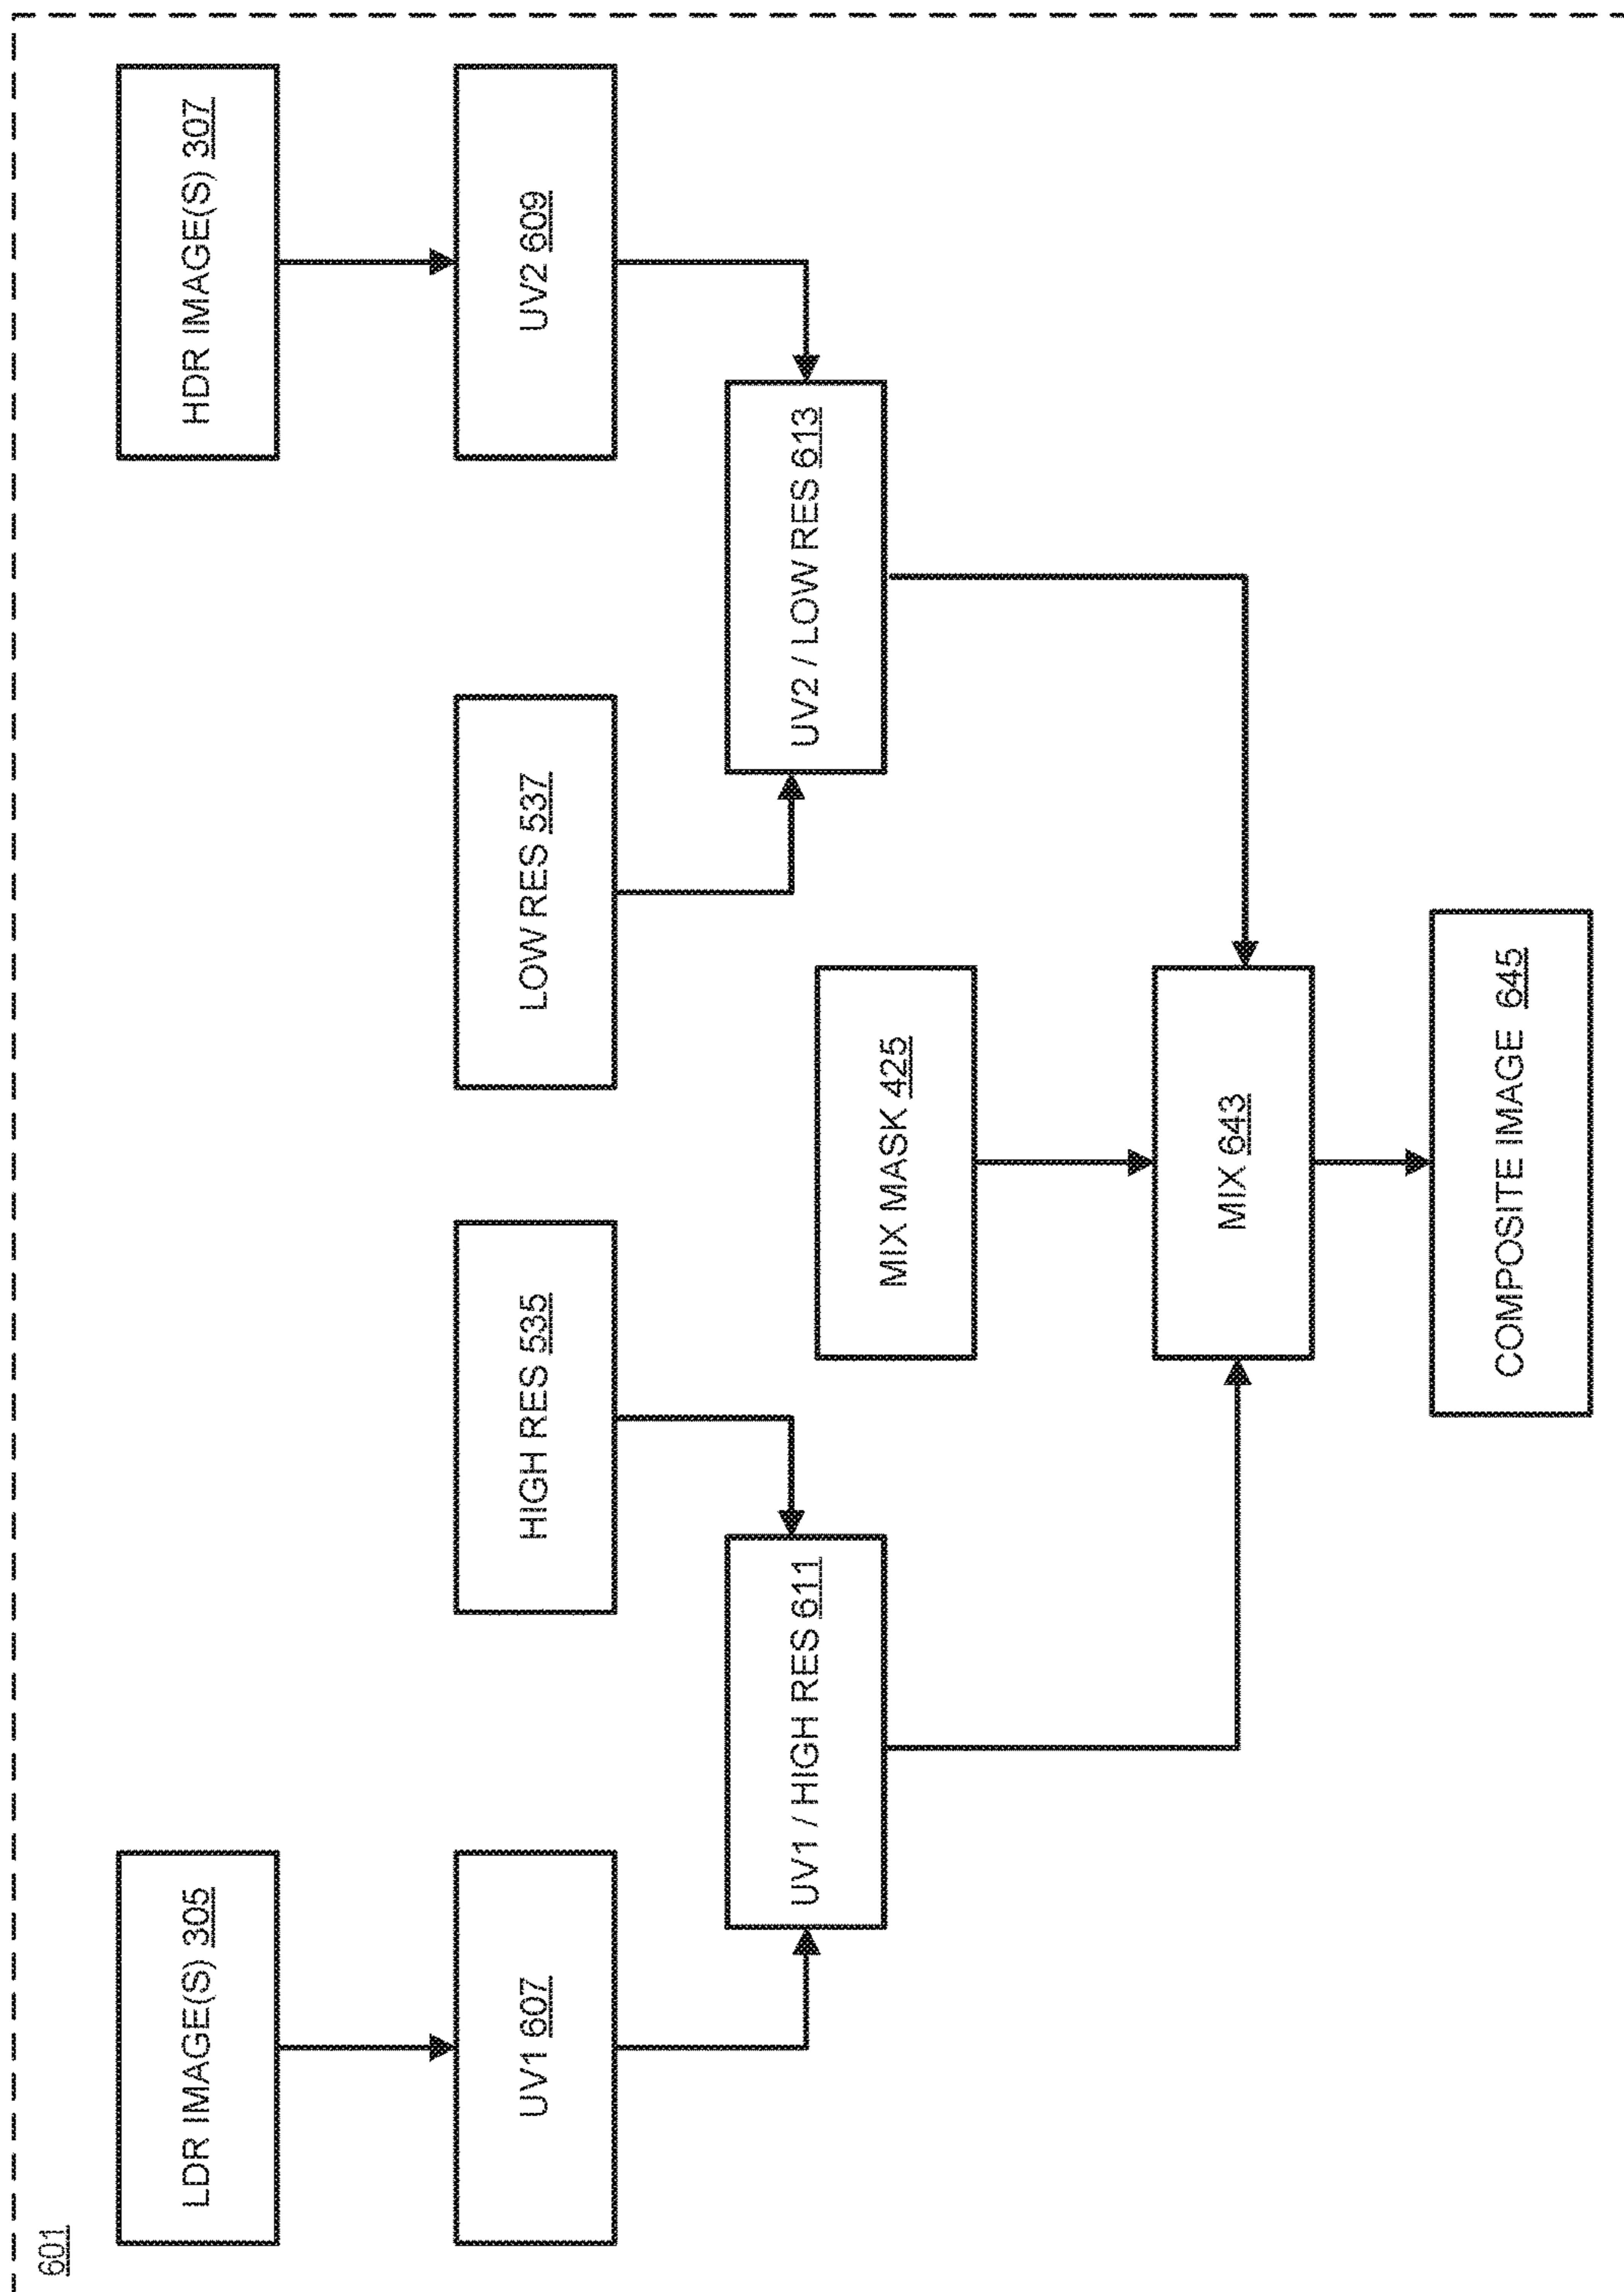 601
LDR IMAGE(S) 305
HDR IMAGE(S) 307
UV1 607
HIGH RES 535
LOW RES 537
UV2 609
UV1 / HIGH RES 611
UV2 / LOW RES 613
MIX MASK 425
MIX 643
COMPOSITE IMAGE 645